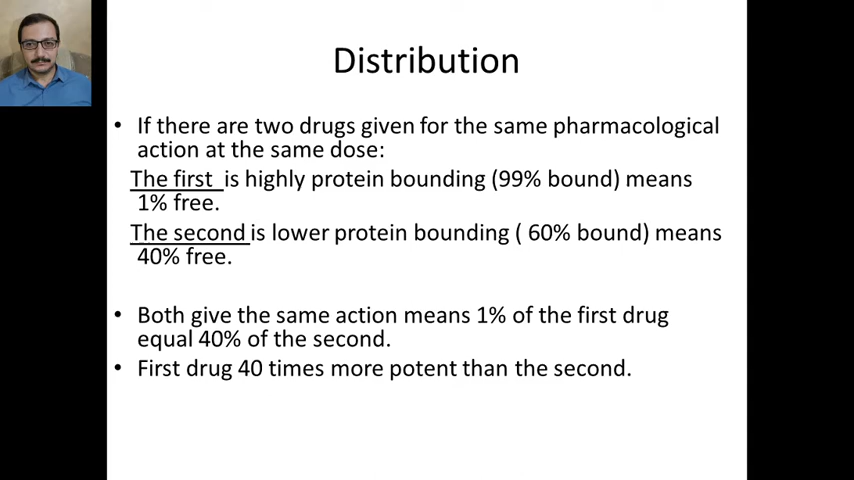 Distribution
• If there are two drugs given for the same pharmacological
action at the same dose:
The first is highly protein bounding (99% bound) means
1% free.
The second is lower protein bounding ( 60% bound) means
40% free.
• Both give the same action means 1% of the first drug
equal 40% of the second.
• First drug 40 times more potent than the second.